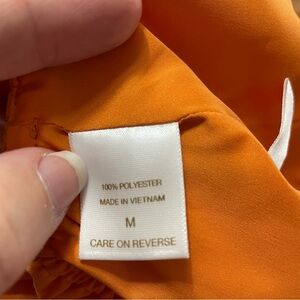 100% POLYESTER
MADE IN VIETNAM
M
CARE ON REVERSE